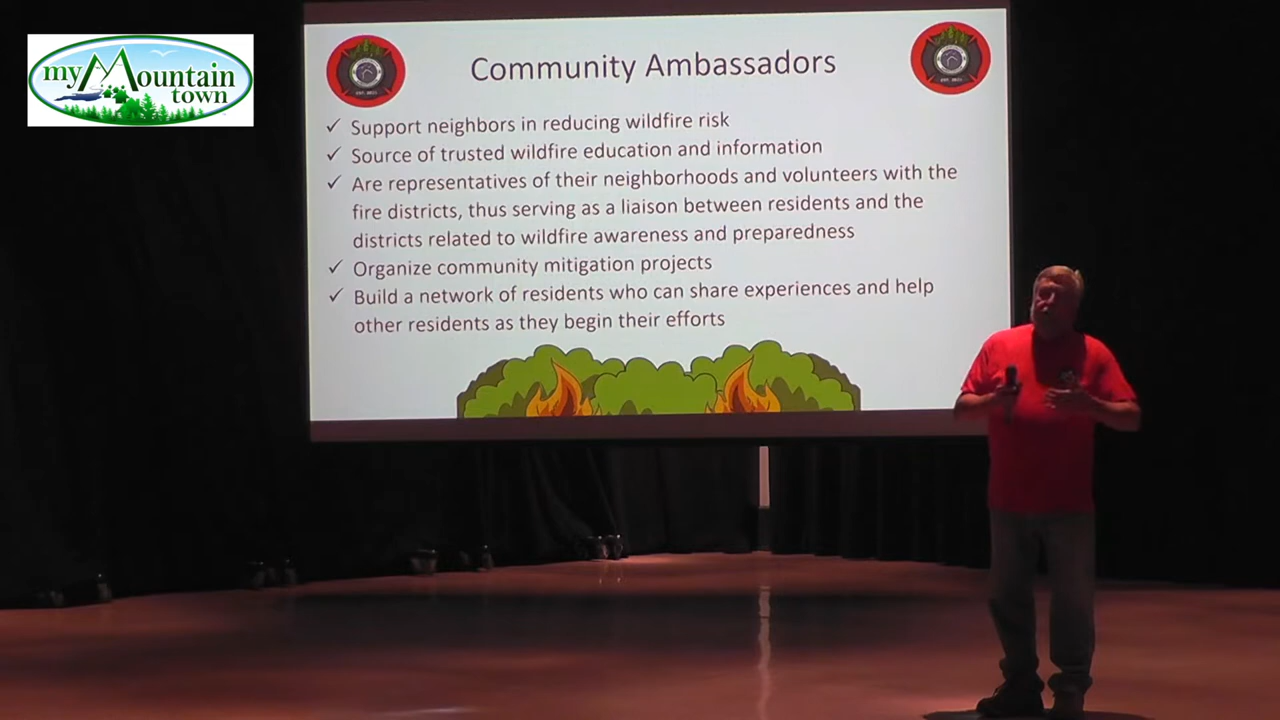 my Mountain
town
Community Ambassadors
✓ Support neighbors in reducing wildfire risk
✓ Source of trusted wildfire education and information
✓ Are representatives of their neighborhoods and volunteers with the
fire districts, thus serving as a liaison between residents and the
districts related to wildfire awareness and preparedness
✓ Organize community mitigation projects
✓ Build a network of residents who can share experiences and help
other residents as they begin their efforts